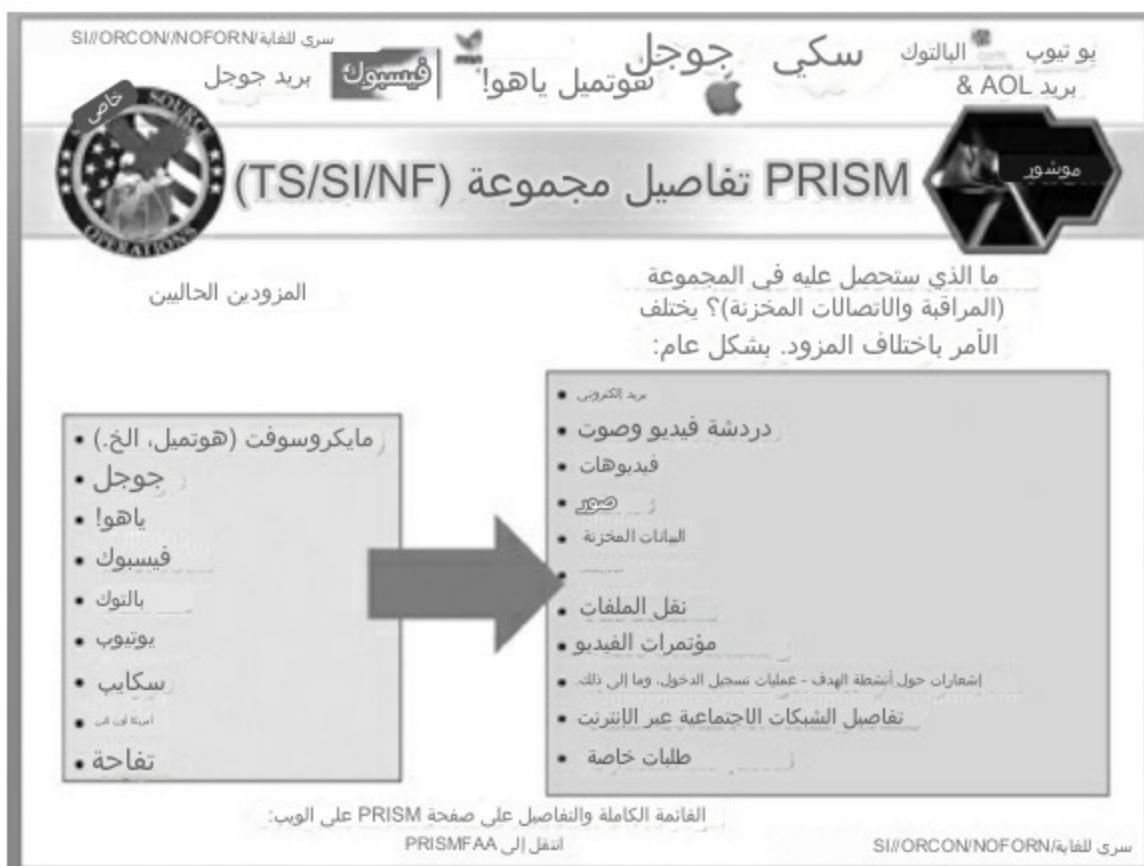 سري للغاية/SI//ORCON/NOFORN
يو تيوب
البالتوك
سكي
جوجل
هوتميل ياهو!
msn
فيسبوك
بريد جوجل
بريد AOL &
خاص
SOURCE
OPERATIONS
PRISM تفاصيل مجموعة (TS/SI/NF)
موشور
ما الذي ستحصل عليه في المجموعة
(المراقبة والاتصالات المخزنة)؟ يختلف
الأمر باختلاف المزود. بشكل عام:
• بريد إلكتروني
• دردشة فيديو وصوت
• فيديوهات
• صور
• البيانات المخزنة
• نقل الملفات
• مؤتمرات الفيديو
• إشعارات حول أنشطة الهدف - عمليات تسجيل الدخول، وما إلى ذلك.
• تفاصيل الشبكات الاجتماعية عبر الإنترنت
• طلبات خاصة
المزودين الحاليين
• مايكروسوفت (هوتميل، الخ.)
• جوجل
• ياهو!
• فيسبوك
• بالتوك
• يوتيوب
• سكايب
• أمريكا أون لاين
• تفاحة
القائمة الكاملة والتفاصيل على صفحة PRISM على الويب:
انتقل إلى PRISMFAA
سري للغاية/SI//ORCON/NOFORN